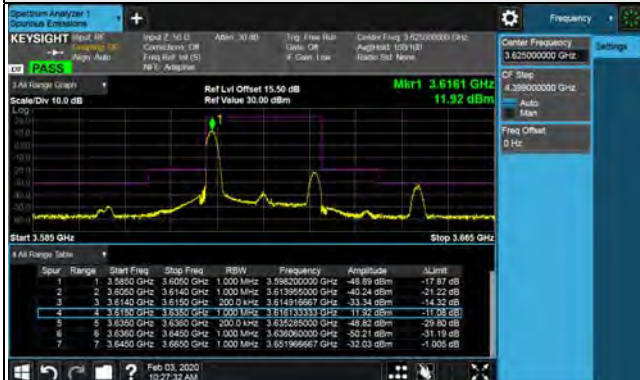 Spectrum Analyzer 1
Spurious Emissions
Frequency
KEYSIGHT Input: RF
Coupling: DC
Align: Auto
Input Z: 50 Ω
Corrections: Off
Freq Ref: Int (S)
NFE: Adaptive
Atten: 30 dB
Trig: Free Run
Gate: Off
IF Gain: Low
Center Freq: 3.625000000 GHz
Avg|Hold: 100/100
Radio Std: None
PASS
Center Frequency
3.625000000 GHz
Settings
CF Step
4.398000000 GHz
Auto
Man
Freq Offset
0 Hz
3 All Range Graph
Scale/Div 10.0 dB
Ref Lvl Offset 15.50 dB
Ref Value 30.00 dBm
Mkr1 3.6161 GHz
11.92 dBm
Log
1
Start 3.585 GHz
Stop 3.665 GHz
All Range Table
Spur Range Start Freq Stop Freq RBW Frequency Amplitude ΔLimit
1 1 3.5850 GHz 3.6050 GHz 1.000 MHz 3.598200000 GHz -48.69 dBm -17.87 dB
2 2 3.6050 GHz 3.6140 GHz 1.000 MHz 3.613955000 GHz -40.24 dBm -21.22 dB
3 3 3.6140 GHz 3.6150 GHz 200.0 kHz 3.614916667 GHz -33.34 dBm -14.32 dB
4 4 3.6150 GHz 3.6350 GHz 1.000 MHz 3.616133333 GHz 11.92 dBm -11.08 dB
5 5 3.6350 GHz 3.6360 GHz 200.0 kHz 3.635285000 GHz -48.82 dBm -29.80 dB
6 6 3.6360 GHz 3.6450 GHz 1.000 MHz 3.636060000 GHz -50.21 dBm -31.19 dB
7 7 3.6450 GHz 3.6650 GHz 1.000 MHz 3.651966667 GHz -32.03 dBm -1.005 dB
Feb 03, 2020
10:27:32 AM